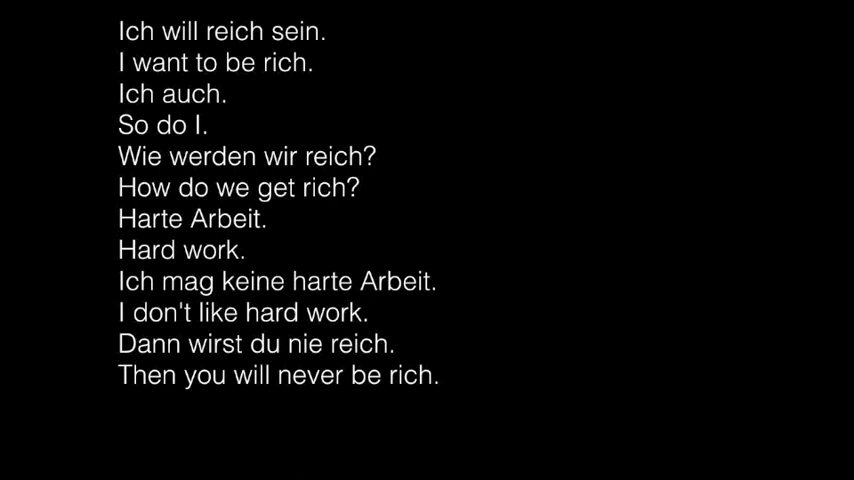 Ich will reich sein.
I want to be rich.
Ich auch.
So do I.
Wie werden wir reich?
How do we get rich?
Harte Arbeit.
Hard work.
Ich mag keine harte Arbeit.
I don't like hard work.
Dann wirst du nie reich.
Then you will never be rich.